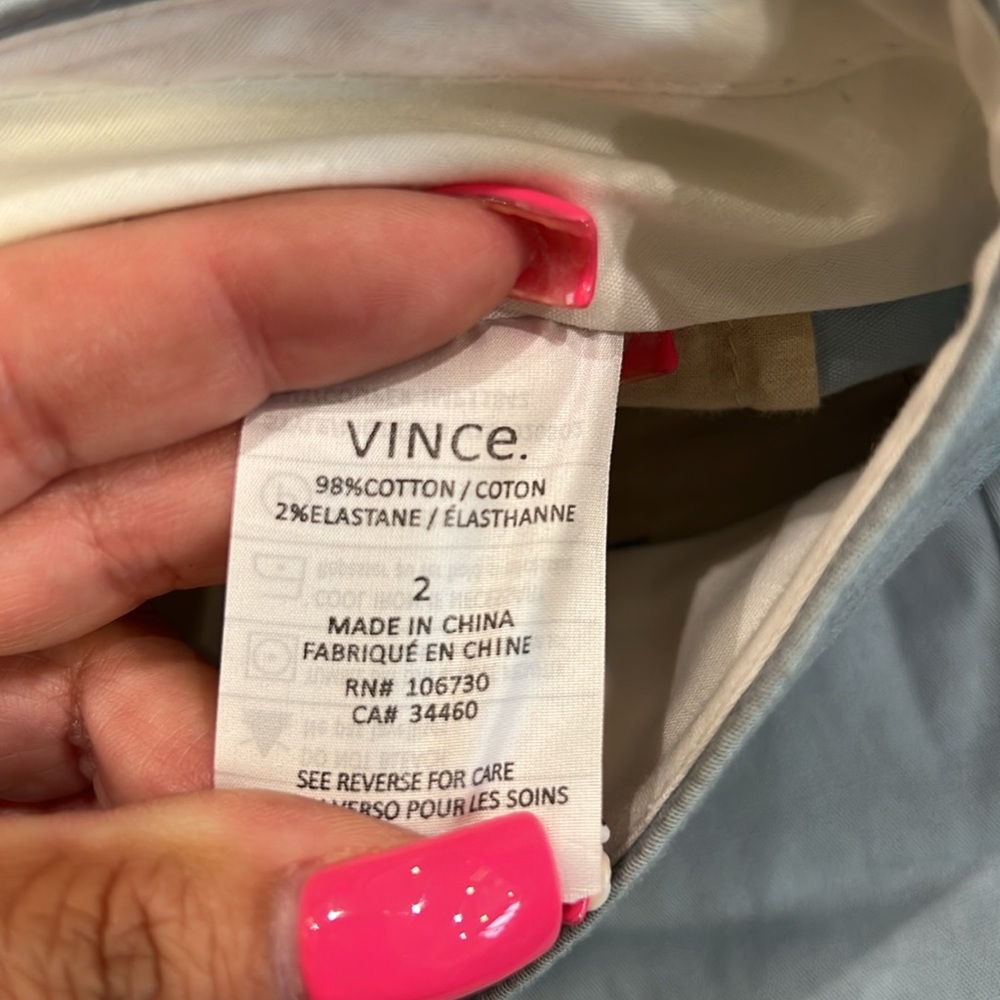 VINCe.
98%COTTON / COTON
2%ELASTANE / ÉLASTHANNE
2
MADE IN CHINA
FABRIQUÉ EN CHINE
RN# 106730
CA# 34460
SEE REVERSE FOR CARE
POUR LES SOINS